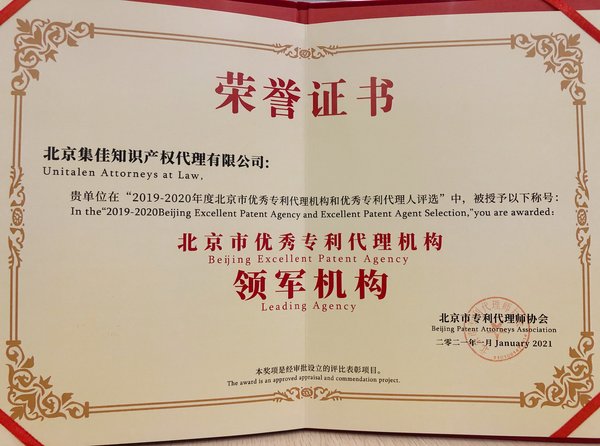 荣誉证书
北京集佳知识产权代理有限公司:
Unitalen Attorneys at Law,
贵单位在“2019-2020年度北京市优秀专利代理机构和优秀专利代理人评选”中，被授予以下称号:
In the“2019-2020Beijing Excellent Patent Agency and Excellent Patent Agent Selection,”you are awarded:
北京市优秀专利代理机构
Beijing Excellent Patent Agency
领军机构
Leading Agency
北京市专利代理师协会
Beijing Patent Attorneys Association
二〇二一年一月 January 2021
本奖项是经审批设立的评比表彰项目。
The award is an approved appraisal and commendation project.